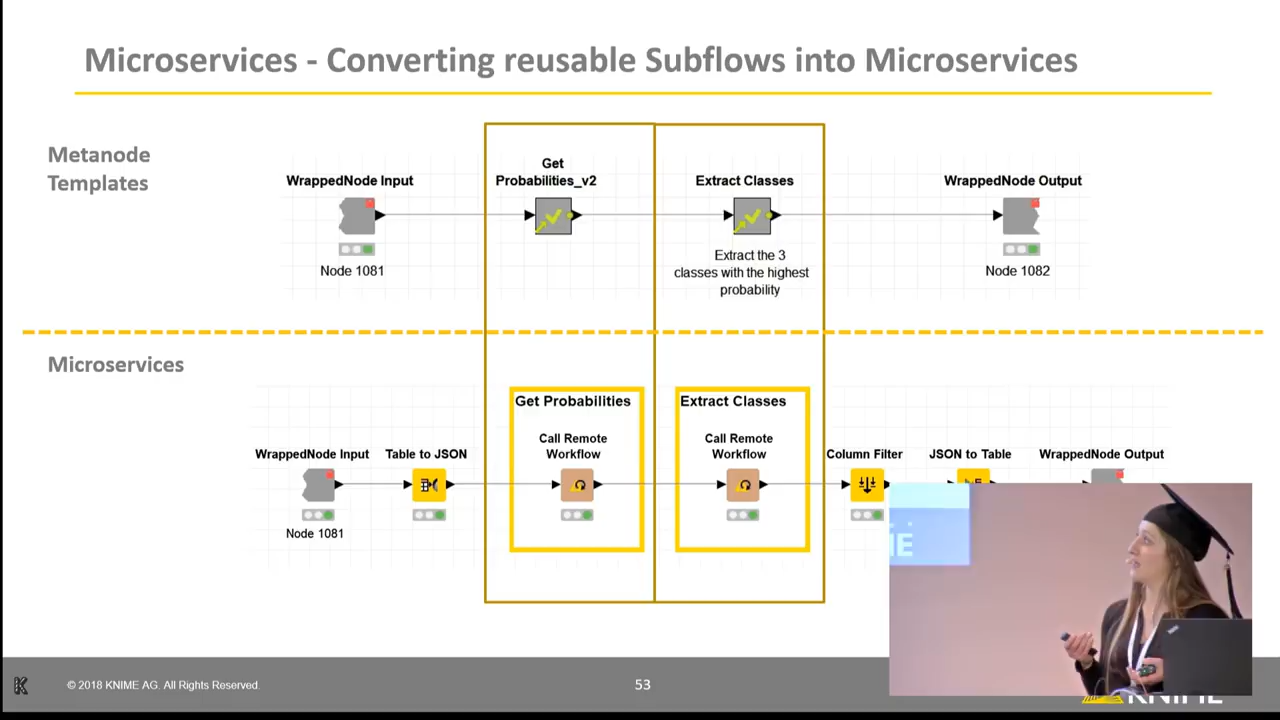 Microservices - Converting reusable Subflows into Microservices
Metanode
Templates
WrappedNode Input
Get
Probabilities_v2
Extract Classes
WrappedNode Output
Node 1081
Extract the 3
classes with the highest
probability
Node 1082
Microservices
Get Probabilities
Extract Classes
WrappedNode Input
Table to JSON
Call Remote
Workflow
Call Remote
Workflow
Column Filter
JSON to Table
WrappedNode Output
Node 1081
K
© 2018 KNIME AG. All Rights Reserved.
53
KNIME